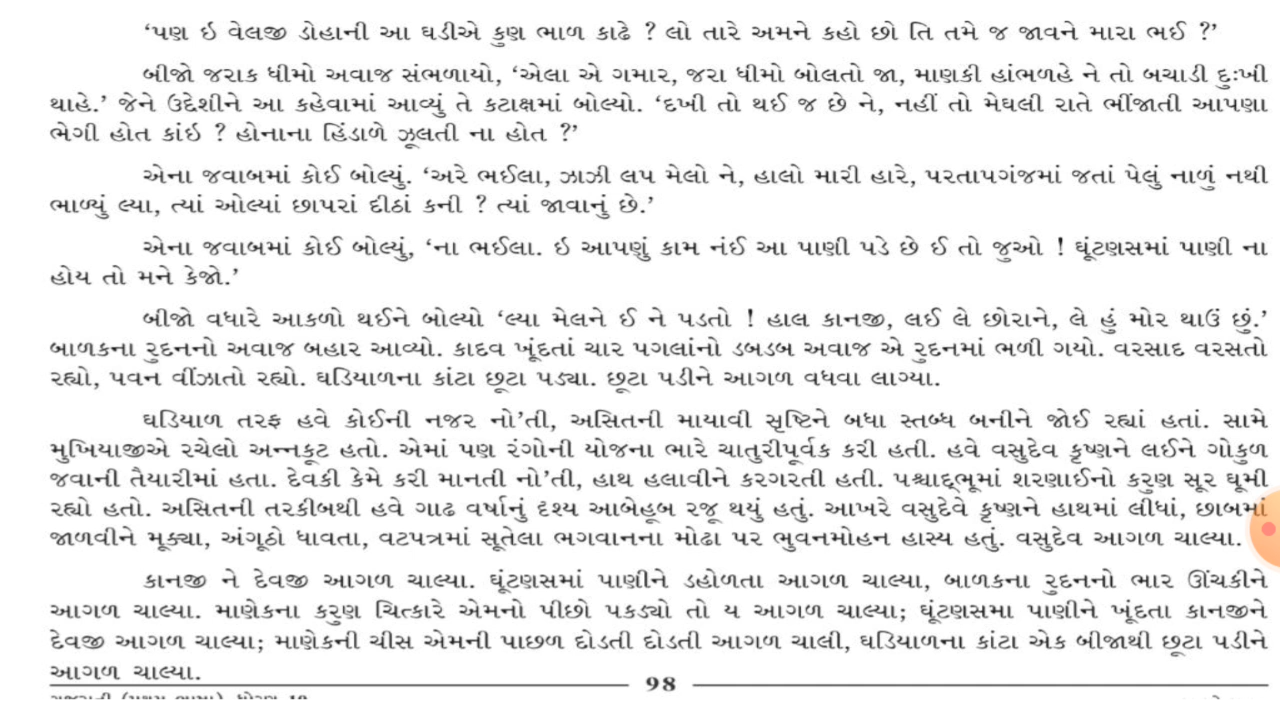 ‘પણ ઇ વેલજી ડોહાની આ ઘડીએ કુણ ભાળ કાઢે ? લો તારે અમને કહો છો તિ તમે જ જાવને મારા ભઈ ?’
બીજો જરાક ધીમો અવાજ સંભળાયો, ‘એલા એ ગમાર, જરા ધીમો બોલતો જા, માણકી હાંભળહે ને તો બચાડી દુઃખી
થાહે.’ જેને ઉદેશીને આ કહેવામાં આવ્યું તે કટાક્ષમાં બોલ્યો. ‘દખી તો થઈ જ છે ને, નહીં તો મેઘલી રાતે ભીંજાતી આપણા
ભેગી હોત કાંઇ ? હોનાના હિંડાળે ઝૂલતી ના હોત ?’
એના જવાબમાં કોઈ બોલ્યું. ‘અરે ભઈલા, ઝાઝી લપ મેલો ને, હાલો મારી હારે, પરતાપગંજમાં જતાં પેલું નાળું નથી
ભાળ્યું લ્યા, ત્યાં ઓલ્યાં છાપરાં દીઠાં કની ? ત્યાં જાવાનું છે.’
એના જવાબમાં કોઈ બોલ્યું, ‘ના ભઈલા. ઇ આપણું કામ નંઈ આ પાણી પડે છે ઈ તો જુઓ ! ઘૂંટણસમાં પાણી ના
હોય તો મને કેજો.’
બીજો વધારે આકળો થઈને બોલ્યો ‘લ્યા મેલને ઈ ને પડતો ! હાલ કાનજી, લઈ લે છોરાને, લે હું મોર થાઉં છું.’
બાળકના રુદનનો અવાજ બહાર આવ્યો. કાદવ ખૂંદતાં ચાર પગલાંનો ડબડબ અવાજ એ રુદનમાં ભળી ગયો. વરસાદ વરસતો
રહ્યો, પવન વીંઝાતો રહ્યો. ઘડિયાળના કાંટા છૂટા પડ્યા. છૂટા પડીને આગળ વધવા લાગ્યા.
ઘડિયાળ તરફ હવે કોઈની નજર નો’તી, અસિતની માયાવી સૃષ્ટિને બધા સ્તબ્ધ બનીને જોઈ રહ્યાં હતાં. સામે
મુખિયાજીએ રચેલો અન્નકૂટ હતો. એમાં પણ રંગોની યોજના ભારે ચાતુરીપૂર્વક કરી હતી. હવે વસુદેવ કૃષ્ણને લઈને ગોકુળ
જવાની તૈયારીમાં હતા. દેવકી કેમે કરી માનતી નો’તી, હાથ હલાવીને કરગરતી હતી. પશ્ચાદ્ભૂમાં શરણાઈનો કરુણ સૂર ઘૂમી
રહ્યો હતો. અસિતની તરકીબથી હવે ગાઢ વર્ષાનું દૃશ્ય આબેહૂબ રજૂ થયું હતું. આખરે વસુદેવે કૃષ્ણને હાથમાં લીધાં, છાબમાં
જાળવીને મૂક્યા, અંગૂઠો ધાવતા, વટપત્રમાં સૂતેલા ભગવાનના મોઢા પર ભુવનમોહન હાસ્ય હતું. વસુદેવ આગળ ચાલ્યા.
કાનજી ને દેવજી આગળ ચાલ્યા. ઘૂંટણસમાં પાણીને ડહોળતા આગળ ચાલ્યા, બાળકના રુદનનો ભાર ઊંચકીને
આગળ ચાલ્યા. માણેકના કરુણ ચિત્કારે એમનો પીછો પકડ્યો તો ય આગળ ચાલ્યા; ઘૂંટણસમા પાણીને ખૂંદતા કાનજીને
દેવજી આગળ ચાલ્યા; માણેકની ચીસ એમની પાછળ દોડતી દોડતી આગળ ચાલી, ઘડિયાળના કાંટા એક બીજાથી છૂટા પડીને
આગળ ચાલ્યા.
98